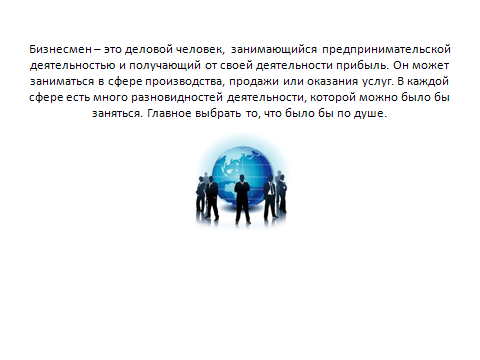 Бизнесмен – это деловой человек, занимающийся предпринимательской
деятельностью и получающий от своей деятельности прибыль. Он может
заниматься в сфере производства, продажи или оказания услуг. В каждой
сфере есть много разновидностей деятельности, которой можно было бы
заняться. Главное выбрать то, что было бы по душе.